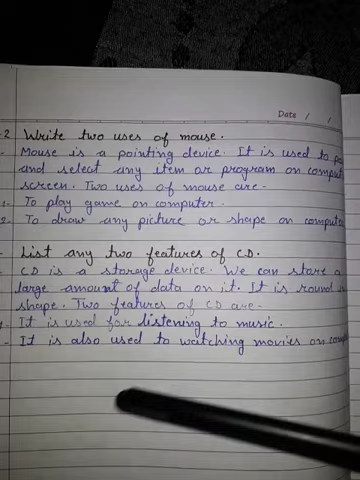 Date / /
2 Write two uses of mouse.
Mouse is a pointing device. It is used to
and select any item or program on
screen. Two uses of mouse are-
To play game on computer.
2 To draw any picture or shape on
List any two features of CD.
CD is a storage device. We can store a
large amount of data on it. It is round
shape. Two features of CD are-
It is used for listening to music.
It is also used to watching movies on